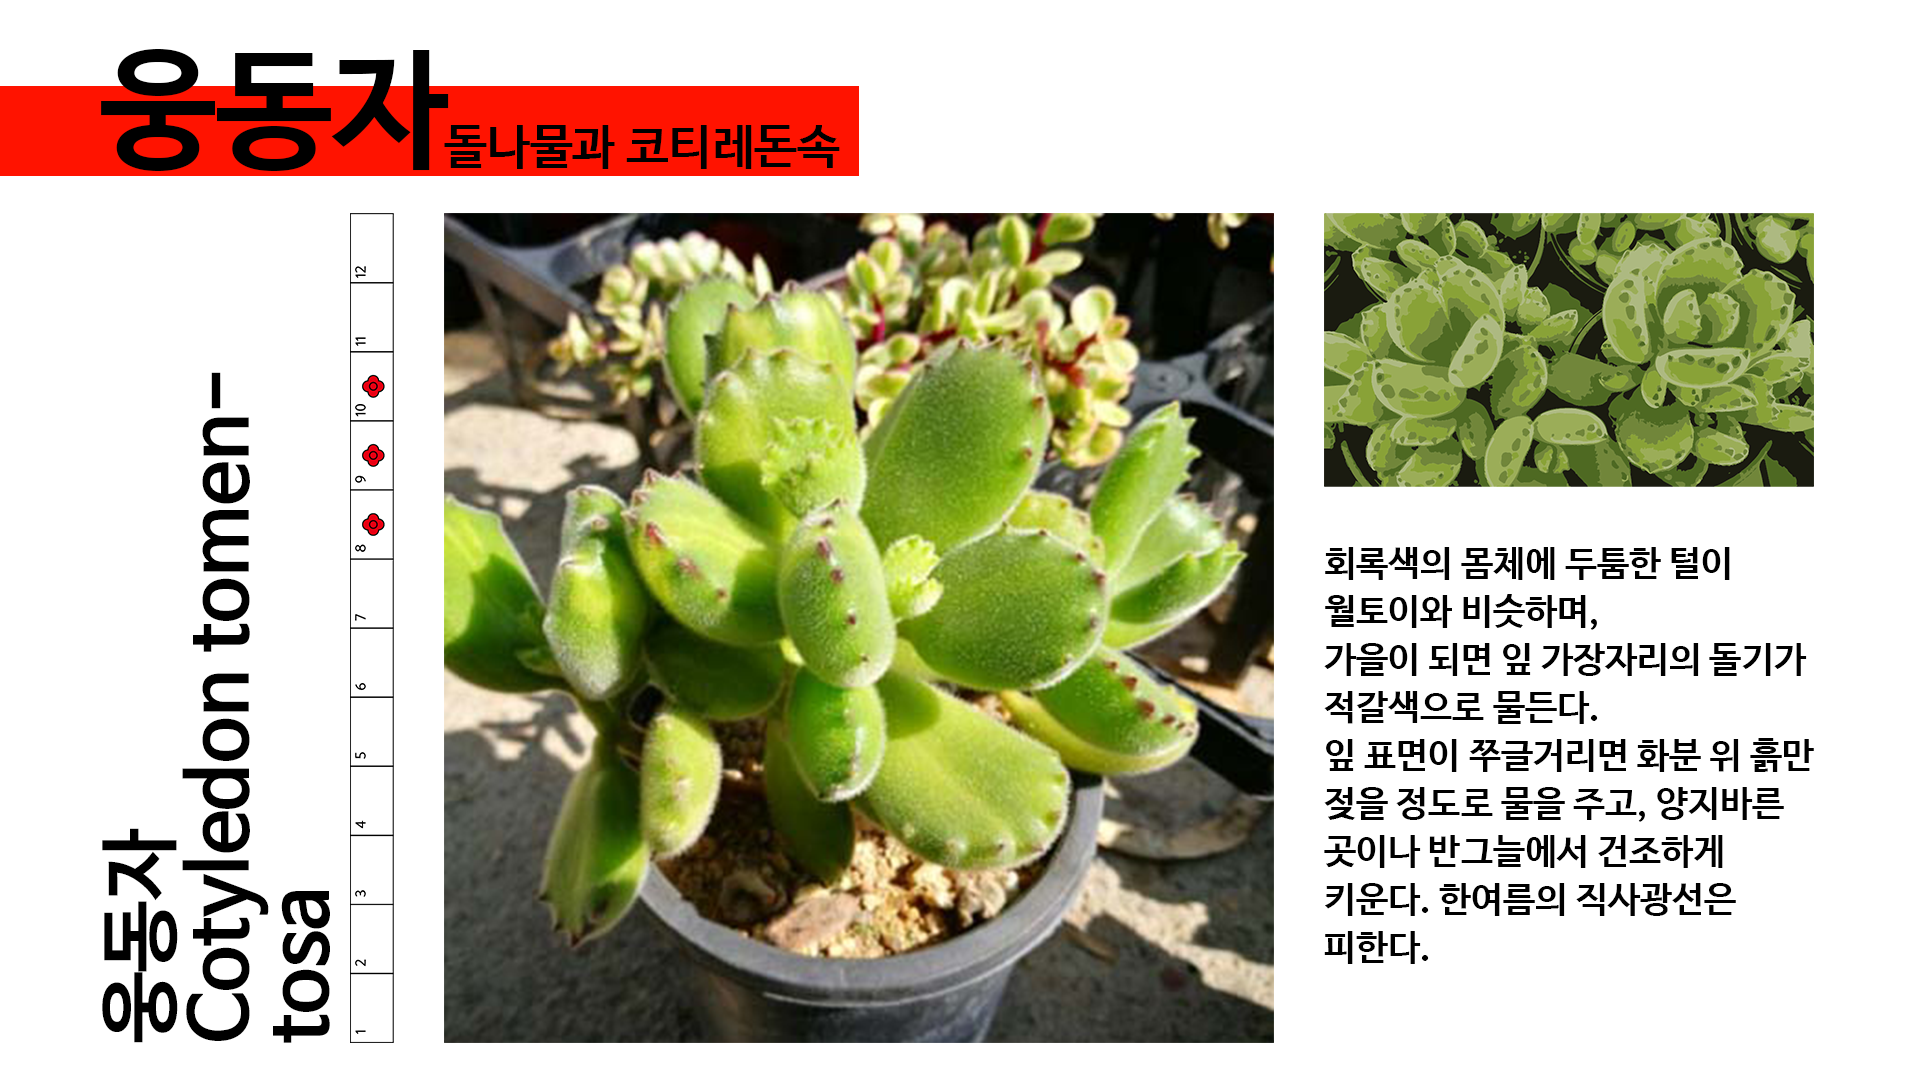 웅동자
돌나물과 코티레돈속
웅동자
Cotyledon tomen-
tosa
12
11
10
9
8
7
6
5
4
3
2
1
회록색의 몸체에 두툼한 털이
월토이와 비슷하며,
가을이 되면 잎 가장자리의 돌기가
적갈색으로 물든다.
잎 표면이 쭈글거리면 화분 위 흙만
젖을 정도로 물을 주고, 양지바른
곳이나 반그늘에서 건조하게
키운다. 한여름의 직사광선은
피한다.